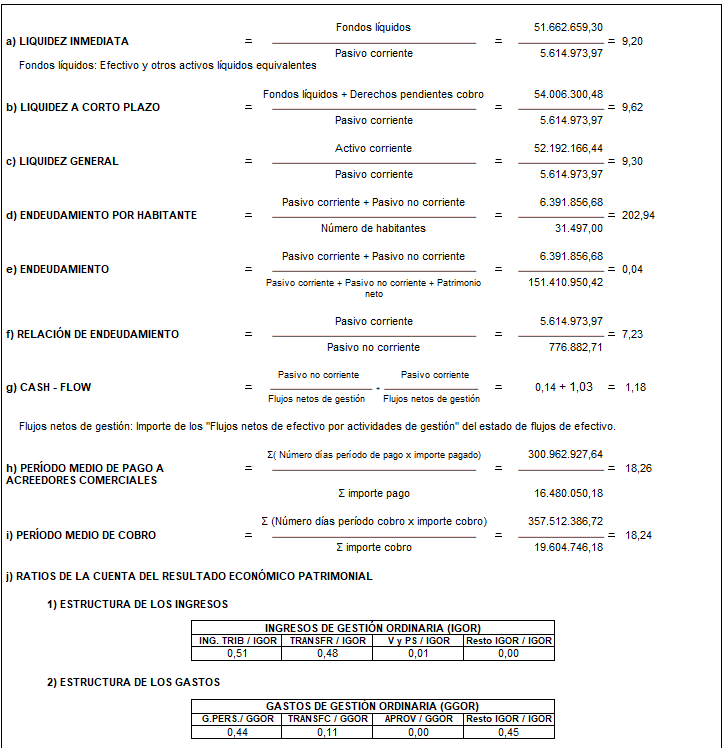 Fondos líquidos 51.662.659,30
a) LIQUIDEZ INMEDIATA = = = 9,20
Pasivo corriente 5.614.973,97
Fondos líquidos: Efectivo y otros activos líquidos equivalentes
Fondos líquidos + Derechos pendientes cobro 54.006.300,48
b) LIQUIDEZ A CORTO PLAZO = = = 9,62
Pasivo corriente 5.614.973,97
Activo corriente 52.192.166,44
c) LIQUIDEZ GENERAL = = = 9,30
Pasivo corriente 5.614.973,97
Pasivo corriente + Pasivo no corriente 6.391.856,68
d) ENDEUDAMIENTO POR HABITANTE = = = 202,94
Número de habitantes 31.497,00
Pasivo corriente + Pasivo no corriente 6.391.856,68
e) ENDEUDAMIENTO = = = 0,04
Pasivo corriente + Pasivo no corriente + Patrimonio 151.410.950,42
neto
Pasivo corriente 5.614.973,97
f) RELACIÓN DE ENDEUDAMIENTO = = = 7,23
Pasivo no corriente 776.882,71
Pasivo no corriente Pasivo corriente
g) CASH - FLOW = + = 0,14 + 1,03 = 1,18
Flujos netos de gestión Flujos netos de gestión
Flujos netos de gestión: Importe de los "Flujos netos de efectivo por actividades de gestión" del estado de flujos de efectivo.
Σ( Número días período de pago x importe pagado) 300.962.927,64
h) PERÍODO MEDIO DE PAGO A = = = 18,26
ACREEDORES COMERCIALES
Σ importe pago 16.480.050,18
Σ (Número días período cobro x importe cobro) 357.512.386,72
i) PERÍODO MEDIO DE COBRO = = = 18,24
Σ importe cobro 19.604.746,18
j) RATIOS DE LA CUENTA DEL RESULTADO ECONÓMICO PATRIMONIAL
1) ESTRUCTURA DE LOS INGRESOS
INGRESOS DE GESTIÓN ORDINARIA (IGOR)
ING. TRIB / IGOR TRANSFR / IGOR V y PS / IGOR Resto IGOR / IGOR
0,51 0,48 0,01 0,00
2) ESTRUCTURA DE LOS GASTOS
GASTOS DE GESTIÓN ORDINARIA (GGOR)
G.PERS./ GGOR TRANSFC / GGOR APROV / GGOR Resto IGOR / IGOR
0,44 0,11 0,00 0,45